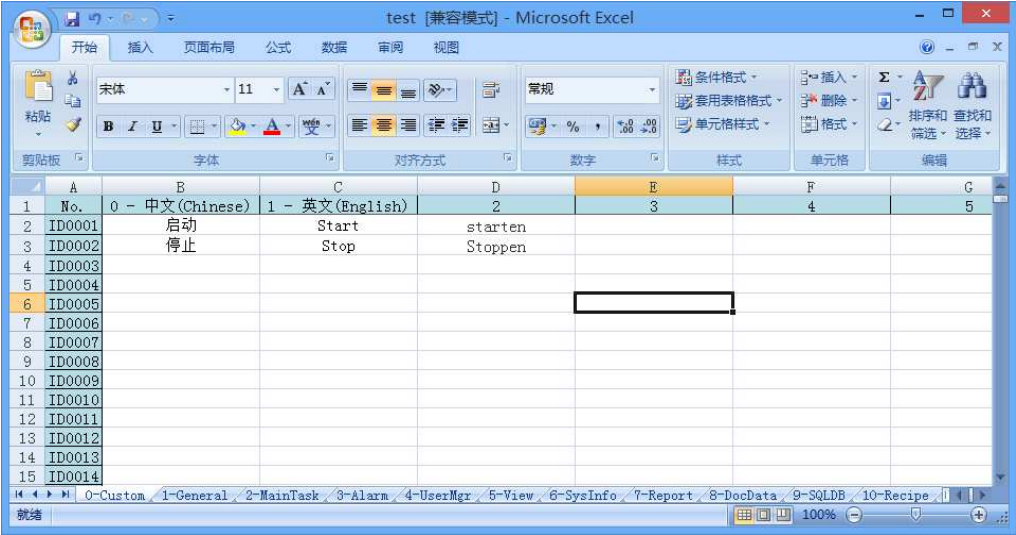 test [兼容模式] - Microsoft Excel
开始 插入 页面布局 公式 数据 审阅 视图
宋体 11 A A 常规 条件格式 插入 Σ
粘贴 套用表格格式 删除
B I U A wén 变 % , .0 .00 .00 .0 单元格样式 格式 排序和筛选 查找和选择
剪贴板 字体 对齐方式 数字 样式 单元格 编辑
A B C D E F G
1 No. 0 - 中文(Chinese) 1 - 英文(English) 2 3 4 5
2 ID0001 启动 Start starten
3 ID0002 停止 Stop Stoppen
4 ID0003
5 ID0004
6 ID0005
7 ID0006
8 ID0007
9 ID0008
10 ID0009
11 ID0010
12 ID0011
13 ID0012
14 ID0013
15 ID0014
0-Custom 1-General 2-MainTask 3-Alarm 4-UserMgr 5-View 6-SysInfo 7-Report 8-DocData 9-SQLDB 10-Recipe
就绪 100%